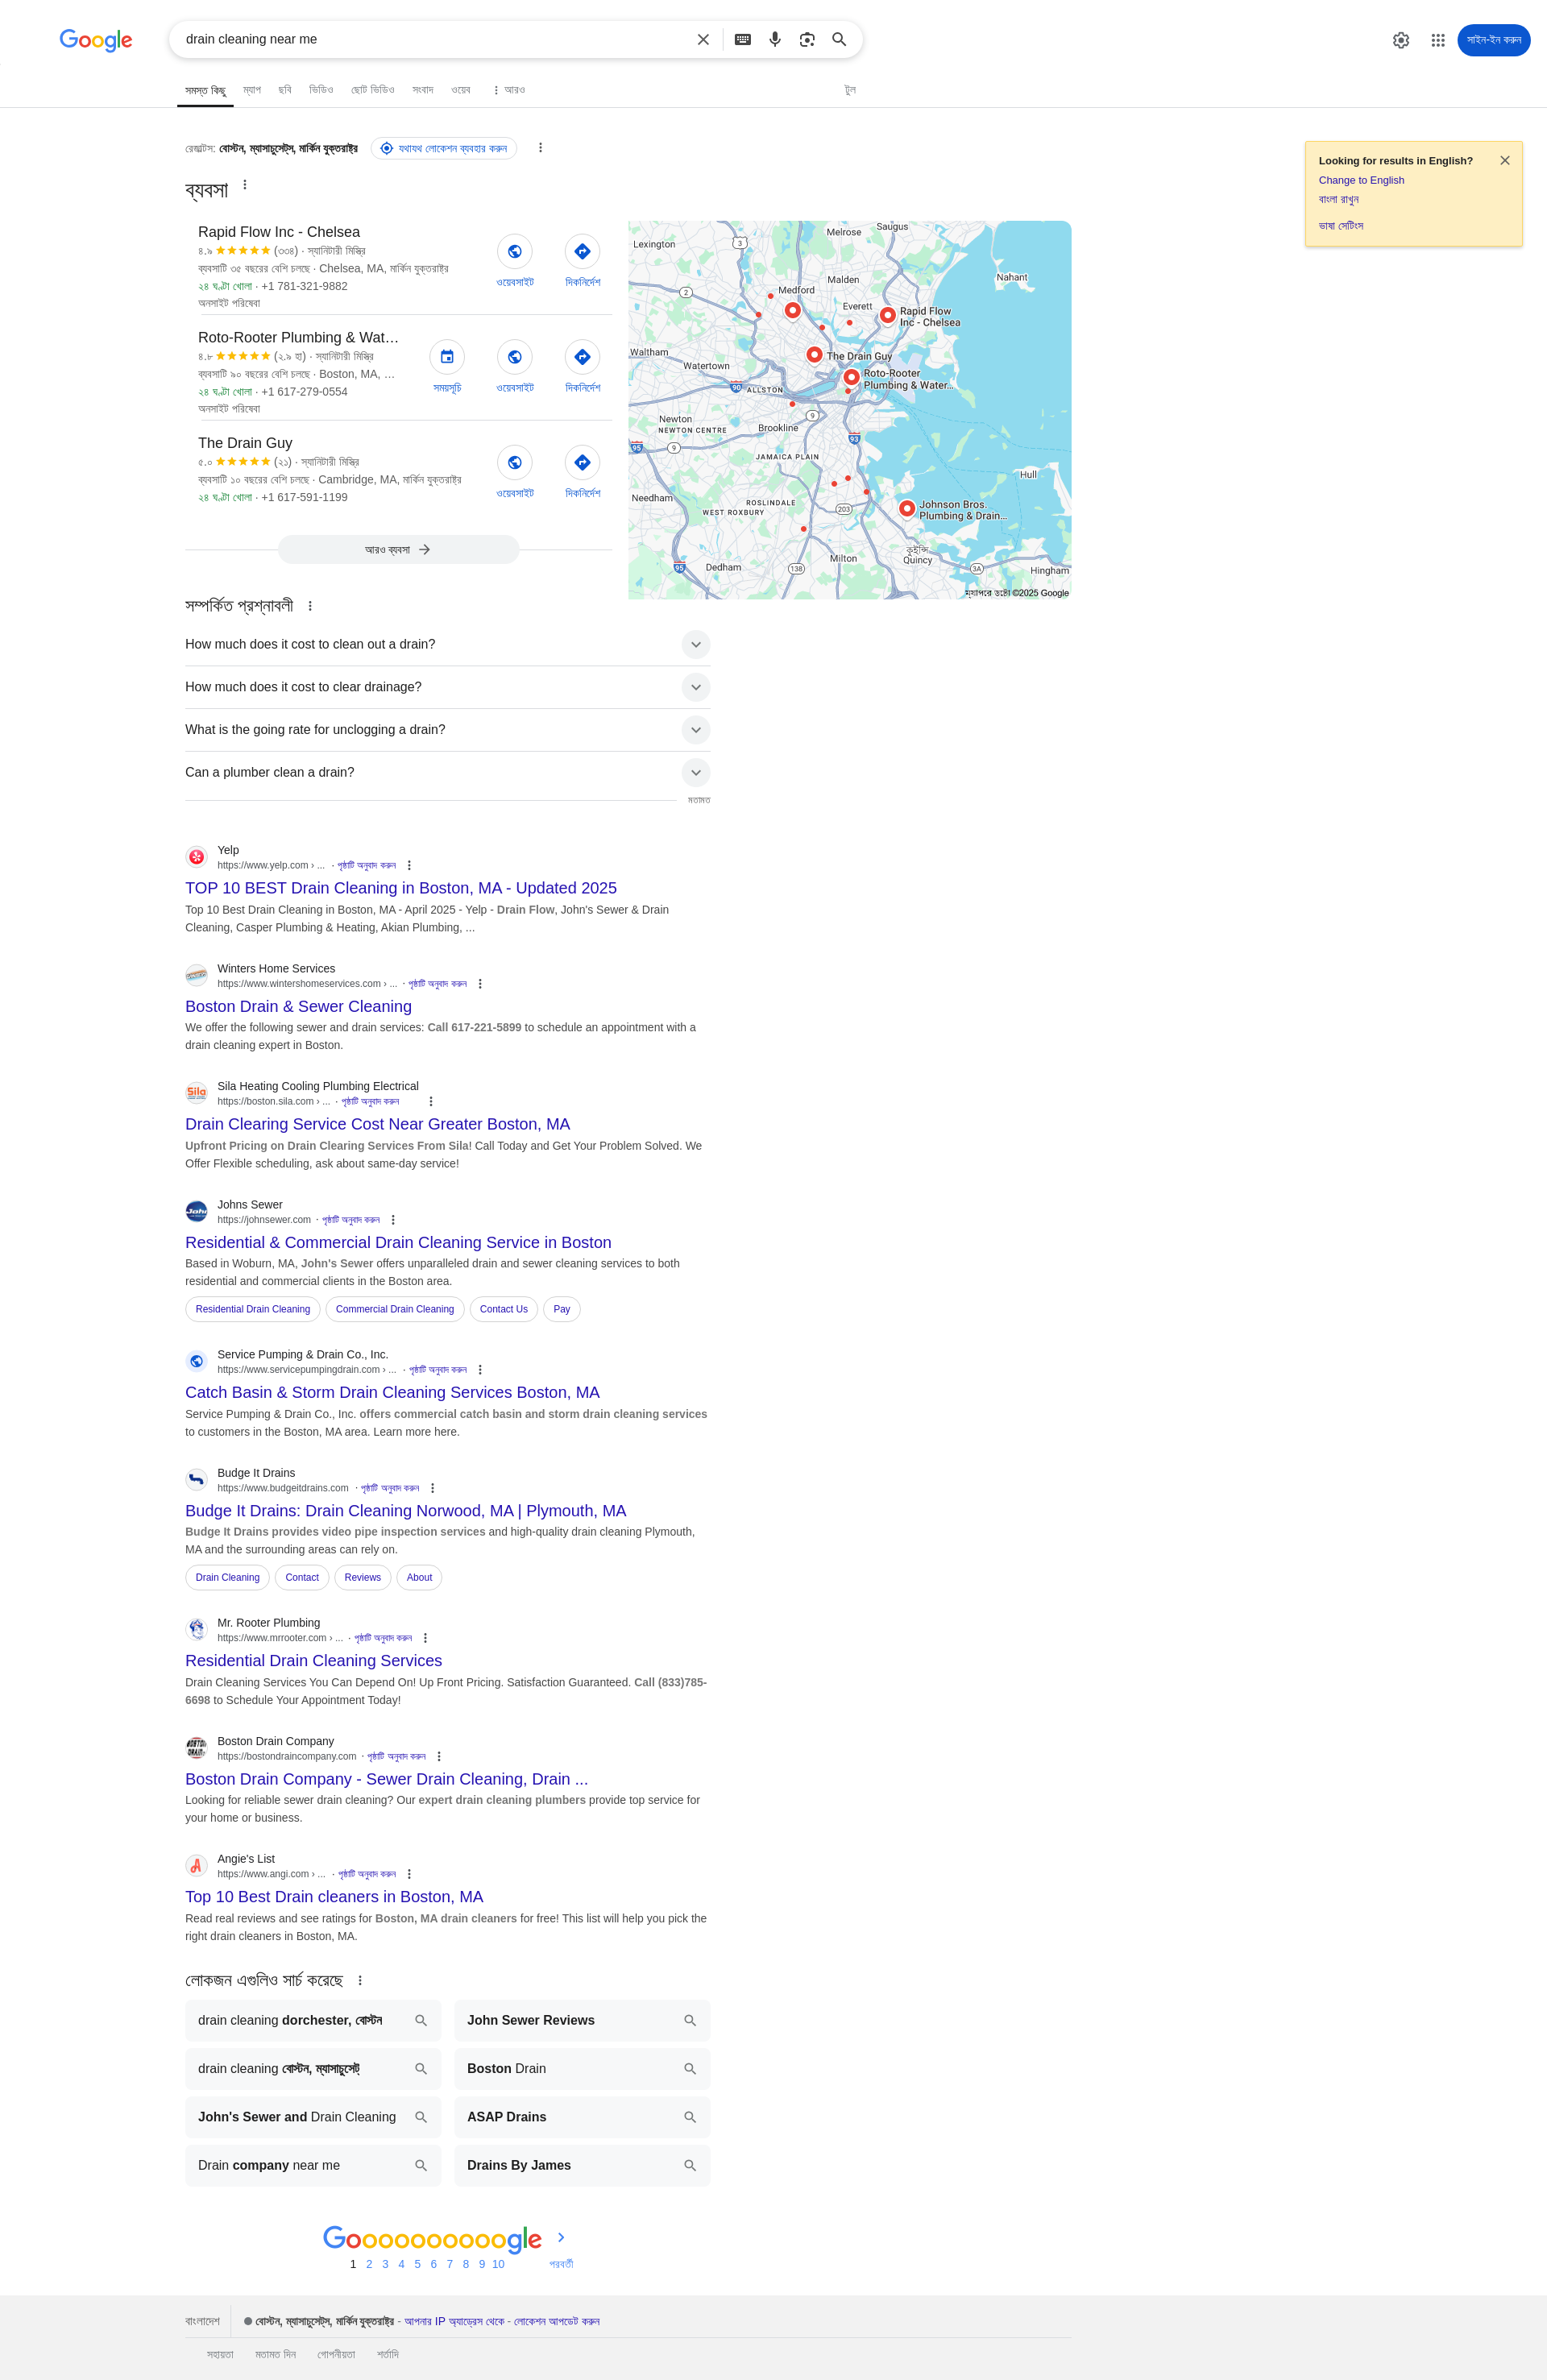 Google
drain cleaning near me
সাইন-ইন করুন
সমস্ত কিছু ম্যাপ ছবি ভিডিও ছোট ভিডিও সংবাদ ওয়েব আরও টুল
রেজাল্টস: বোস্টন, ম্যাসাচুসেট্‌স, মার্কিন যুক্তরাষ্ট্র যথাযথ লোকেশন ব্যবহার করুন
Looking for results in English?
Change to English
বাংলা রাখুন
ভাষা সেটিংস
ব্যবসা
Rapid Flow Inc - Chelsea
৪.৯ (৩০৪) · স্যানিটারী মিস্ত্রি
ব্যবসাটি ৩৫ বছরের বেশি চলছে · Chelsea, MA, মার্কিন যুক্তরাষ্ট্র
২৪ ঘণ্টা খোলা · +1 781-321-9882
অনসাইট পরিষেবা
ওয়েবসাইট দিকনির্দেশ
Roto-Rooter Plumbing & Wat…
৪.৮ (২.৯ হা) · স্যানিটারী মিস্ত্রি
ব্যবসাটি ৯০ বছরের বেশি চলছে · Boston, MA, …
২৪ ঘণ্টা খোলা · +1 617-279-0554
অনসাইট পরিষেবা
সময়সূচি ওয়েবসাইট দিকনির্দেশ
The Drain Guy
৫.০ (২১) · স্যানিটারী মিস্ত্রি
ব্যবসাটি ১০ বছরের বেশি চলছে · Cambridge, MA, মার্কিন যুক্তরাষ্ট্র
২৪ ঘণ্টা খোলা · +1 617-591-1199
ওয়েবসাইট দিকনির্দেশ
আরও ব্যবসা
Saugus
Melrose
Lexington
3
Nahant
Malden
2
Medford
Everett
Rapid Flow
Inc - Chelsea
Waltham
The Drain Guy
Watertown
Roto-Rooter
Plumbing & Water...
90
ALLSTON
9
Newton
NEWTON CENTRE
Brookline
93
95
9
JAMAICA PLAIN
Hull
Needham
ROSLINDALE
WEST ROXBURY
203
Johnson Bros.
Plumbing & Drain...
কুইন্সি
Quincy
Milton
95
Dedham
138
3A
Hingham
ম্যাপের ডেটা ©2025 Google
সম্পর্কিত প্রশ্নাবলী
How much does it cost to clean out a drain?
How much does it cost to clear drainage?
What is the going rate for unclogging a drain?
Can a plumber clean a drain?
মতামত
Yelp
https://www.yelp.com › ... · পৃষ্ঠাটি অনুবাদ করুন
TOP 10 BEST Drain Cleaning in Boston, MA - Updated 2025
Top 10 Best Drain Cleaning in Boston, MA - April 2025 - Yelp - Drain Flow, John's Sewer & Drain
Cleaning, Casper Plumbing & Heating, Akian Plumbing, ...
Winters Home Services
https://www.wintershomeservices.com › ... · পৃষ্ঠাটি অনুবাদ করুন
Boston Drain & Sewer Cleaning
We offer the following sewer and drain services: Call 617-221-5899 to schedule an appointment with a
drain cleaning expert in Boston.
Sila
Sila Heating Cooling Plumbing Electrical
https://boston.sila.com › ... · পৃষ্ঠাটি অনুবাদ করুন
Drain Clearing Service Cost Near Greater Boston, MA
Upfront Pricing on Drain Clearing Services From Sila! Call Today and Get Your Problem Solved. We
Offer Flexible scheduling, ask about same-day service!
Johns Sewer
https://johnsewer.com · পৃষ্ঠাটি অনুবাদ করুন
Residential & Commercial Drain Cleaning Service in Boston
Based in Woburn, MA, John's Sewer offers unparalleled drain and sewer cleaning services to both
residential and commercial clients in the Boston area.
Residential Drain Cleaning Commercial Drain Cleaning Contact Us Pay
Service Pumping & Drain Co., Inc.
https://www.servicepumpingdrain.com › ... · পৃষ্ঠাটি অনুবাদ করুন
Catch Basin & Storm Drain Cleaning Services Boston, MA
Service Pumping & Drain Co., Inc. offers commercial catch basin and storm drain cleaning services
to customers in the Boston, MA area. Learn more here.
Budge It Drains
https://www.budgeitdrains.com · পৃষ্ঠাটি অনুবাদ করুন
Budge It Drains: Drain Cleaning Norwood, MA | Plymouth, MA
Budge It Drains provides video pipe inspection services and high-quality drain cleaning Plymouth,
MA and the surrounding areas can rely on.
Drain Cleaning Contact Reviews About
Mr. Rooter Plumbing
https://www.mrrooter.com › ... · পৃষ্ঠাটি অনুবাদ করুন
Residential Drain Cleaning Services
Drain Cleaning Services You Can Depend On! Up Front Pricing. Satisfaction Guaranteed. Call (833)785-
6698 to Schedule Your Appointment Today!
Boston Drain Company
https://bostondraincompany.com · পৃষ্ঠাটি অনুবাদ করুন
Boston Drain Company - Sewer Drain Cleaning, Drain ...
Looking for reliable sewer drain cleaning? Our expert drain cleaning plumbers provide top service for
your home or business.
Angie's List
https://www.angi.com › ... · পৃষ্ঠাটি অনুবাদ করুন
Top 10 Best Drain cleaners in Boston, MA
Read real reviews and see ratings for Boston, MA drain cleaners for free! This list will help you pick the
right drain cleaners in Boston, MA.
লোকজন এগুলিও সার্চ করেছে
drain cleaning dorchester, বোস্টন John Sewer Reviews
drain cleaning বোস্টন, ম্যাসাচুসেট্‌ Boston Drain
John's Sewer and Drain Cleaning ASAP Drains
Drain company near me Drains By James
Goooooooooogle
1 2 3 4 5 6 7 8 9 10 পরবর্তী
বাংলাদেশ বোস্টন, ম্যাসাচুসেট্‌স, মার্কিন যুক্তরাষ্ট্র - আপনার IP অ্যাড্রেস থেকে - লোকেশন আপডেট করুন
সহায়তা মতামত দিন গোপনীয়তা শর্তাদি